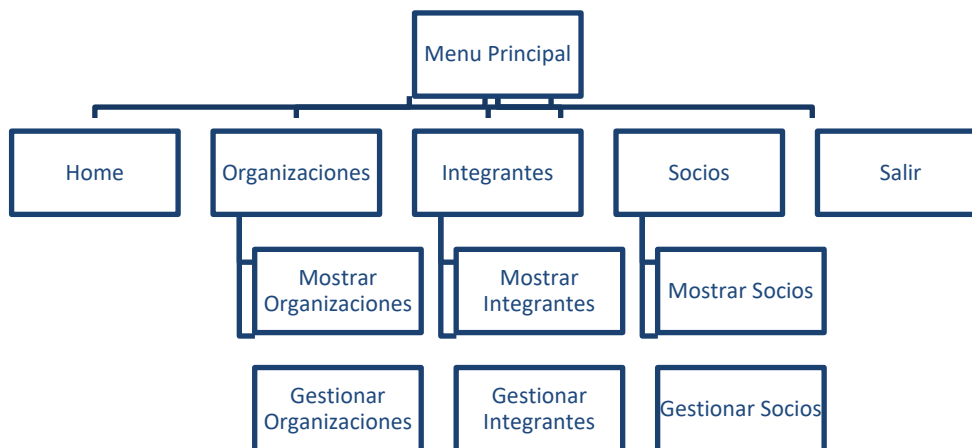 Menu Principal
Home
Organizaciones
Integrantes
Socios
Salir
Mostrar
Organizaciones
Mostrar
Integrantes
Mostrar Socios
Gestionar
Organizaciones
Gestionar
Integrantes
Gestionar Socios